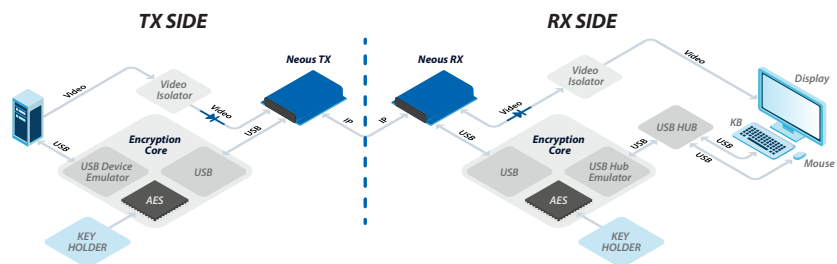 TX SIDE
RX SIDE
Neous TX
Neous RX
Video
Video
Isolator
Video
USB
Encryption
Core
USB Device
Emulator
USB
AES
KEY
HOLDER
USB
IP
IP
Video
Video
Isolator
Video
USB
Encryption
Core
USB
USB Hub
Emulator
AES
KEY
HOLDER
USB
USB HUB
USB
USB
KB
Display
Mouse